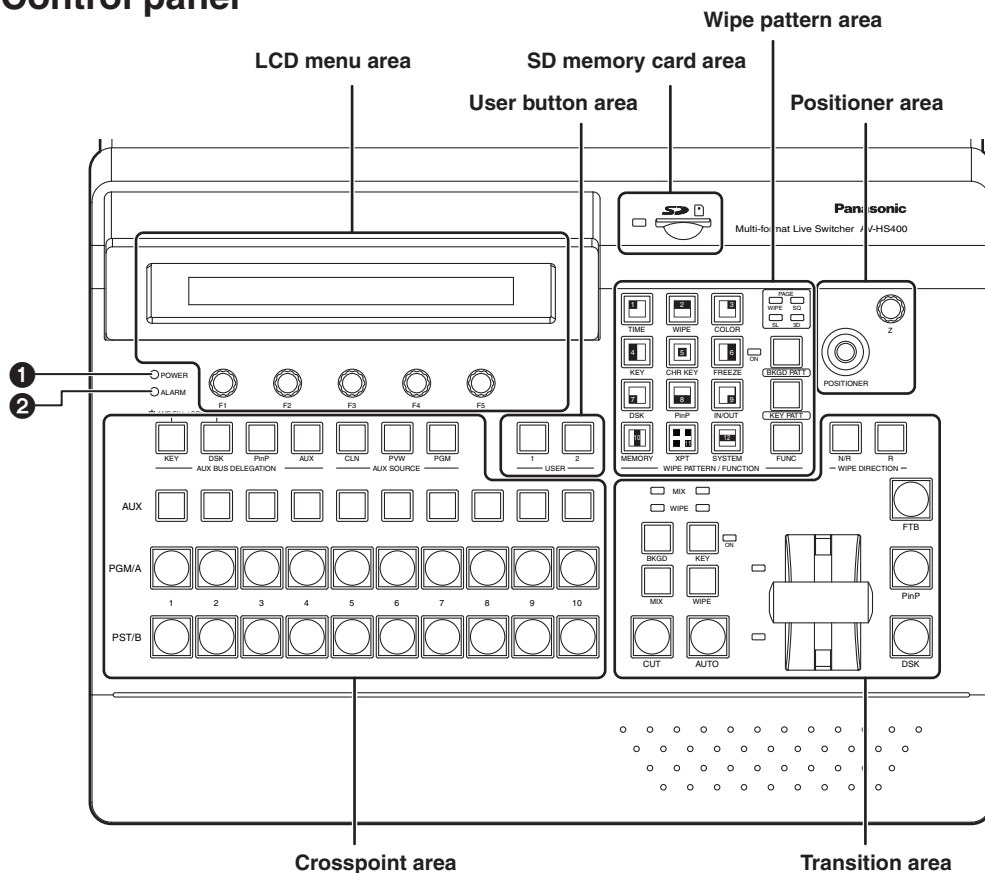 Control panel
Wipe pattern area
LCD menu area
SD memory card area
User button area
Positioner area
SD
Panasonic
Multi-format Live Switcher AV-HS400
PAGE
WIPE SQ
SL 3D
1 2 3
TIME WIPE COLOR
Z
4 5 6
ON
KEY CHR KEY FREEZE
BKGD PATT
POSITIONER
7 8 9
DSK PinP IN/OUT
KEY PATT
10 11 12
MEMORY XPT SYSTEM FUNC
WIPE PATTERN / FUNCTION
1 POWER
2 ALARM
F1 F2 F3 F4 F5
KEY DSK PinP AUX CLN PVW PGM
AUX BUS DELEGATION AUX SOURCE
1 2
USER
N/R R
WIPE DIRECTION
AUX
MIX
WIPE
FTB
BKGD KEY
ON
PGM/A
MIX WIPE
PinP
1 2 3 4 5 6 7 8 9 10
PST/B
CUT AUTO
DSK
Crosspoint area
Transition area